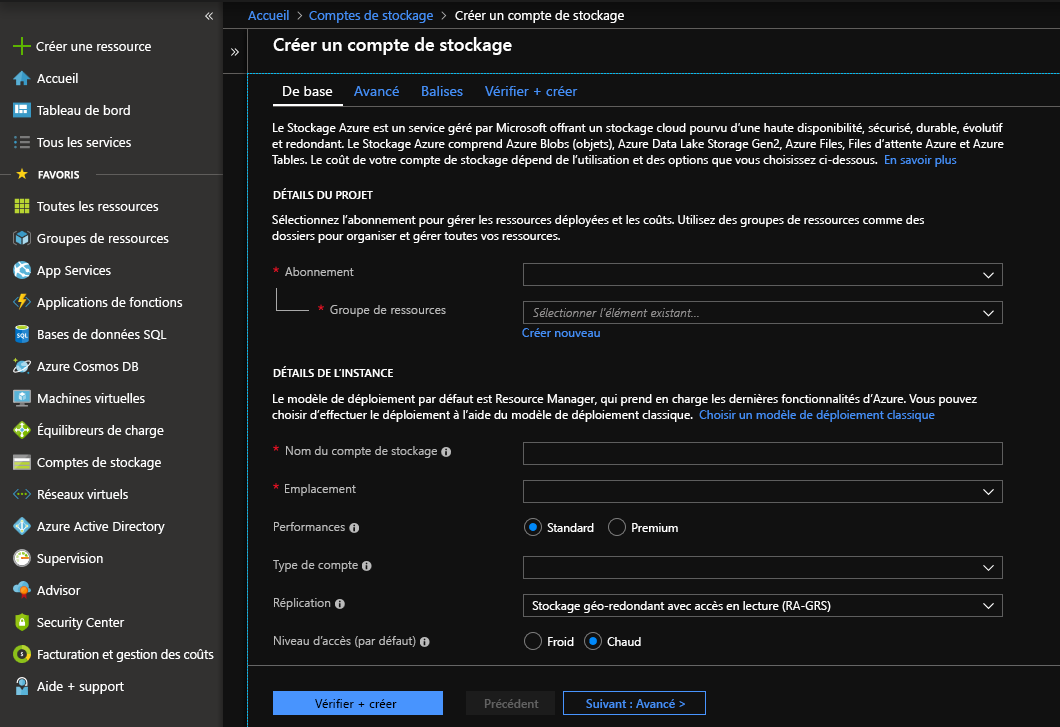 «
Créer une ressource
Accueil
Tableau de bord
Tous les services
FAVORIS
Toutes les ressources
Groupes de ressources
App Services
Applications de fonctions
SQL
Bases de données SQL
Azure Cosmos DB
Machines virtuelles
Équilibreurs de charge
Comptes de stockage
Réseaux virtuels
Azure Active Directory
Supervision
Advisor
Security Center
Facturation et gestion des coûts
Aide + support
Accueil > Comptes de stockage > Créer un compte de stockage
»
Créer un compte de stockage
De base Avancé Balises Vérifier + créer
Le Stockage Azure est un service géré par Microsoft offrant un stockage cloud pourvu d’une haute disponibilité, sécurisé, durable, évolutif
et redondant. Le Stockage Azure comprend Azure Blobs (objets), Azure Data Lake Storage Gen2, Azure Files, Files d’attente Azure et Azure
Tables. Le coût de votre compte de stockage dépend de l’utilisation et des options que vous choisissez ci-dessous. En savoir plus
DÉTAILS DU PROJET
Sélectionnez l’abonnement pour gérer les ressources déployées et les coûts. Utilisez des groupes de ressources comme des
dossiers pour organiser et gérer toutes vos ressources.
* Abonnement
* Groupe de ressources Sélectionner l’élément existant...
Créer nouveau
DÉTAILS DE L’INSTANCE
Le modèle de déploiement par défaut est Resource Manager, qui prend en charge les dernières fonctionnalités d’Azure. Vous pouvez
choisir d’effectuer le déploiement à l’aide du modèle de déploiement classique. Choisir un modèle de déploiement classique
* Nom du compte de stockage
* Emplacement
Performances Standard Premium
Type de compte
Réplication Stockage géo-redondant avec accès en lecture (RA-GRS)
Niveau d’accès (par défaut) Froid Chaud
Vérifier + créer Précédent Suivant : Avancé >